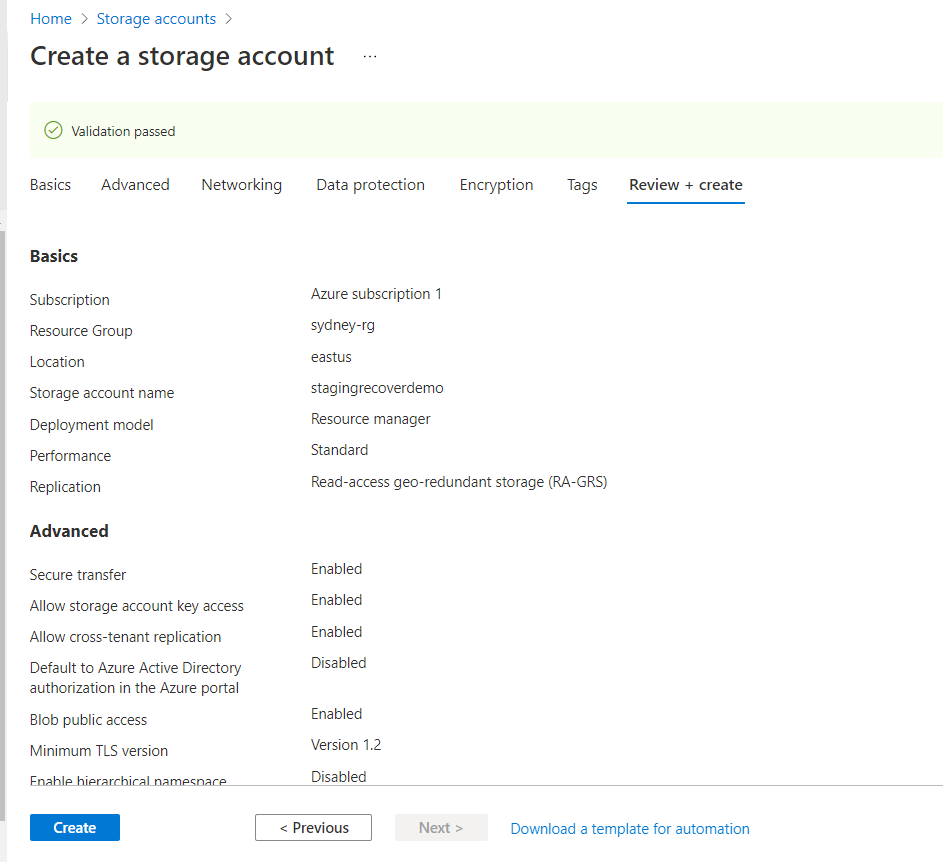 Home > Storage accounts >
Create a storage account ...
Validation passed
Basics Advanced Networking Data protection Encryption Tags Review + create
Basics
Subscription Azure subscription 1
Resource Group sydney-rg
Location eastus
Storage account name stagingrecoverdemo
Deployment model Resource manager
Performance Standard
Replication Read-access geo-redundant storage (RA-GRS)
Advanced
Secure transfer Enabled
Allow storage account key access Enabled
Allow cross-tenant replication Enabled
Default to Azure Active Directory Disabled
authorization in the Azure portal
Blob public access Enabled
Minimum TLS version Version 1.2
Enable hierarchical namespace Disabled
Create < Previous Next > Download a template for automation